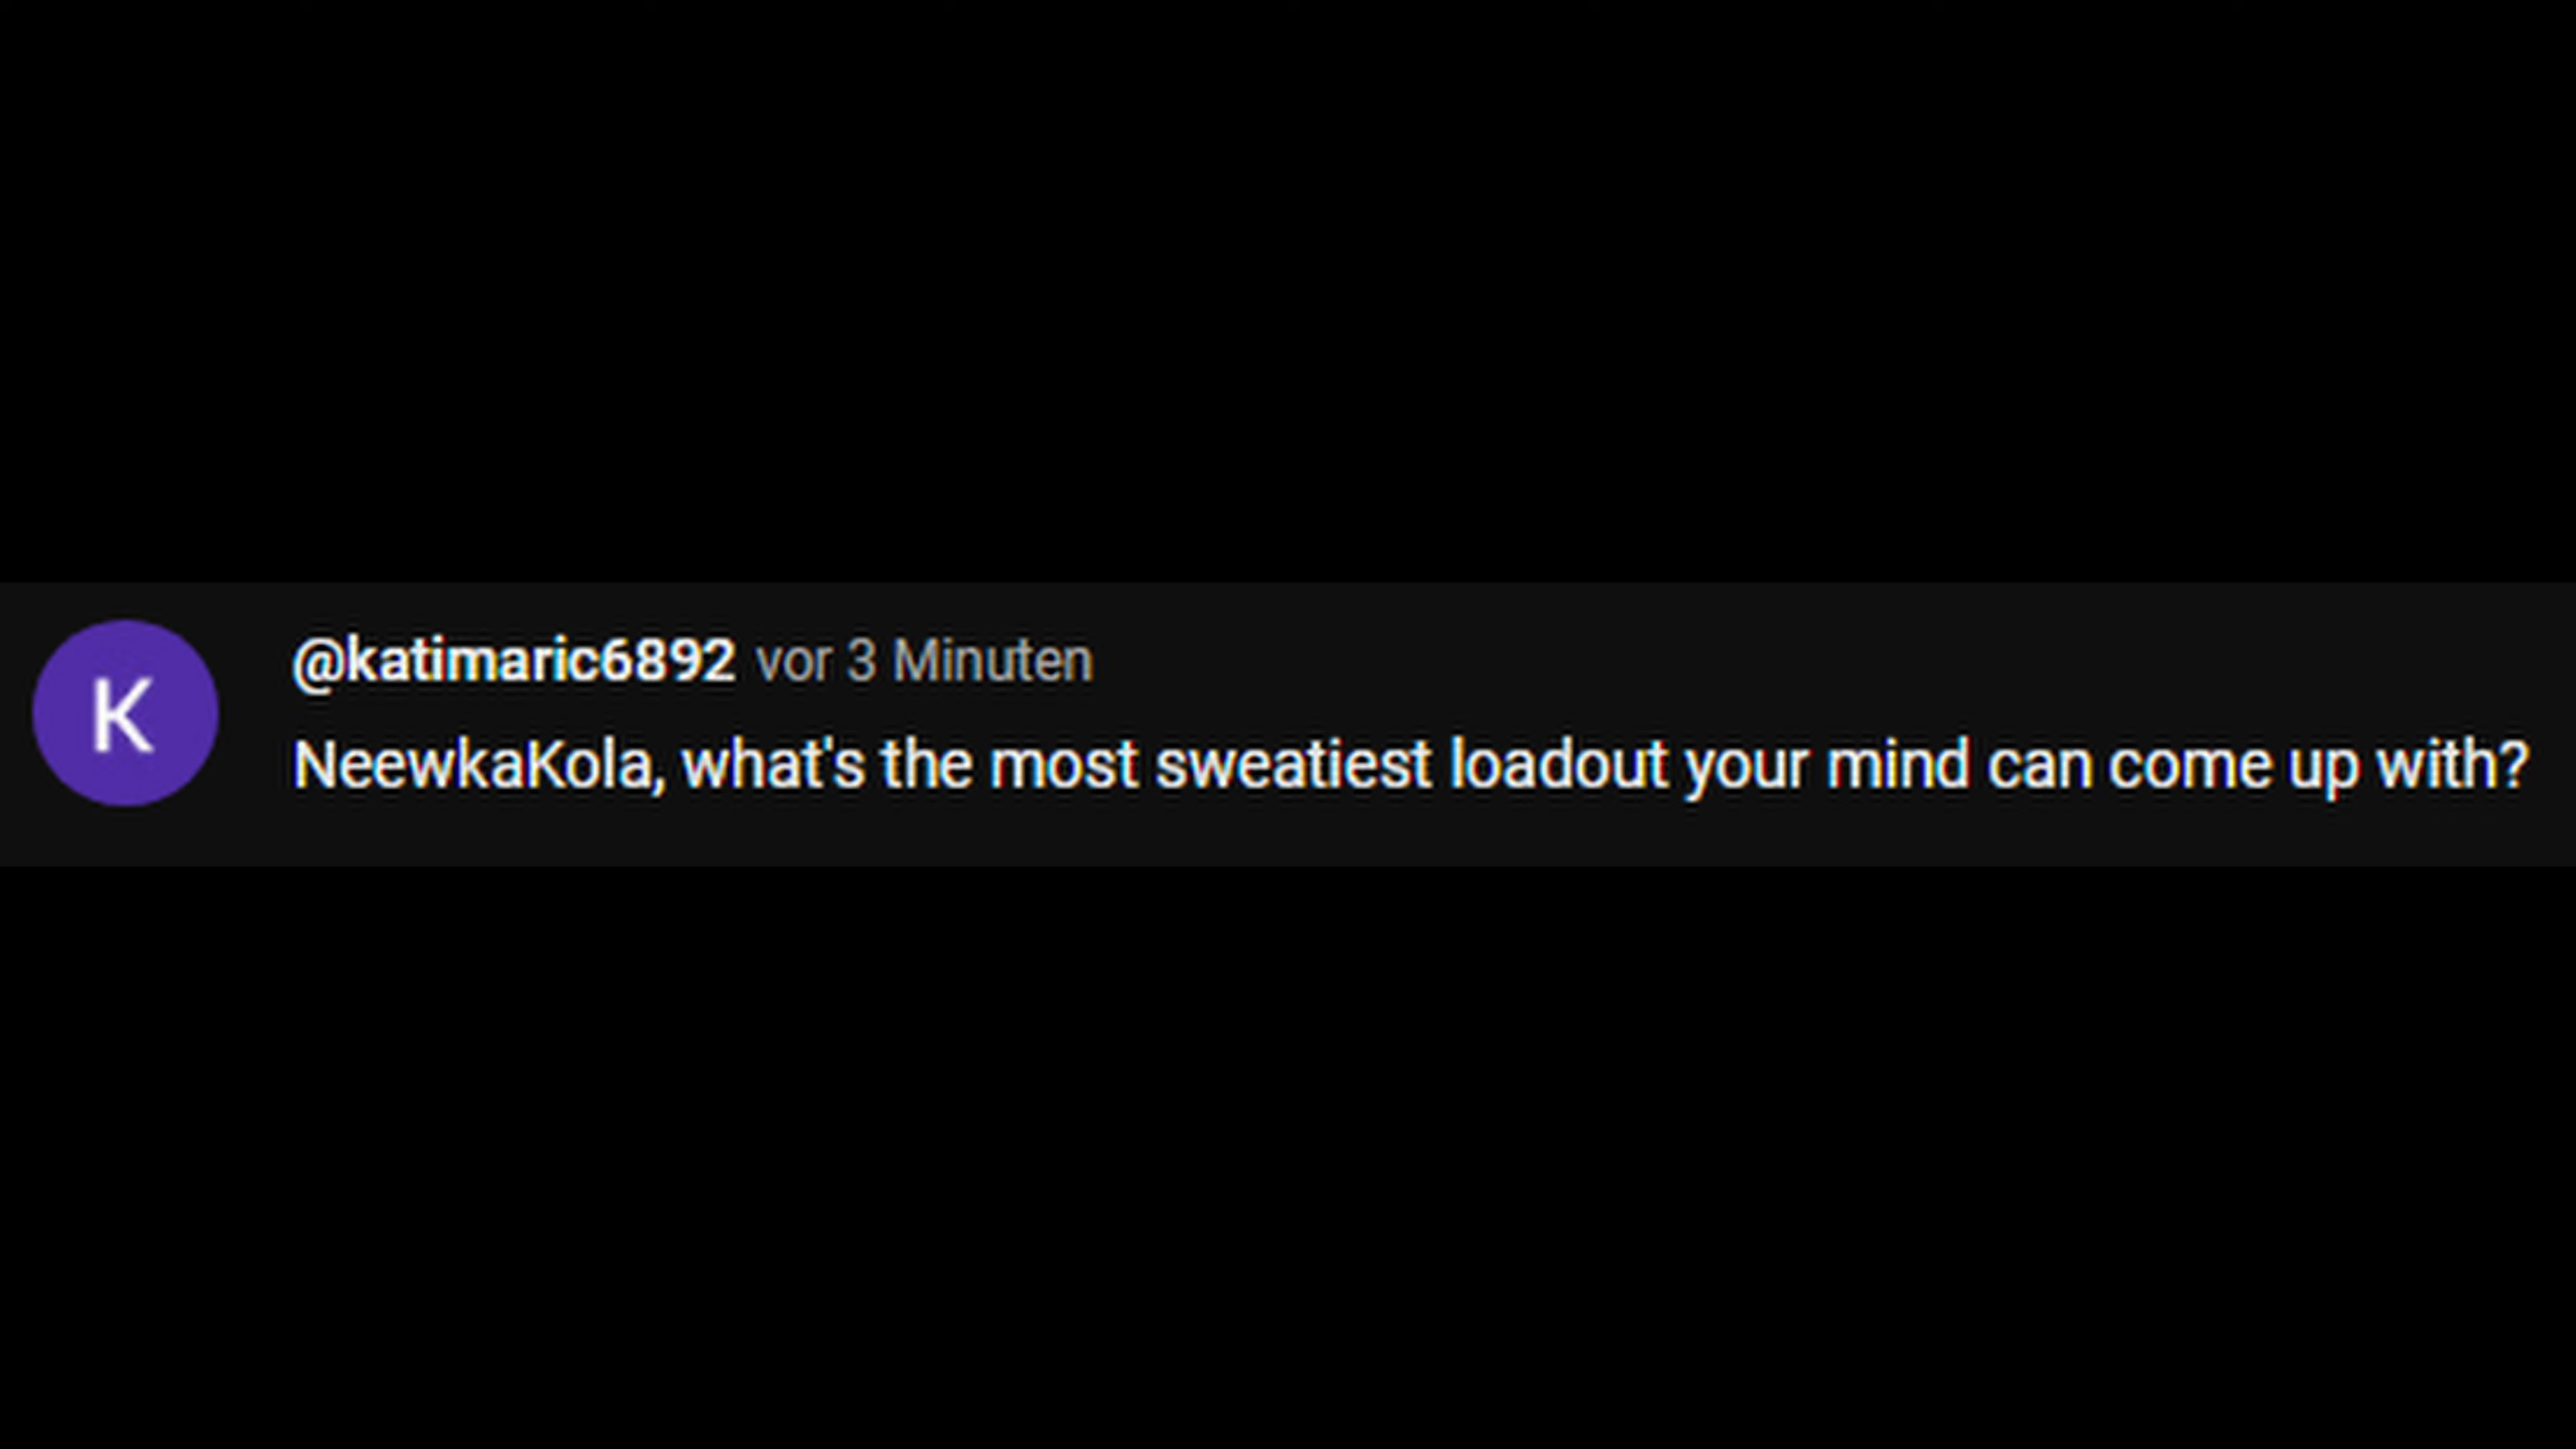 K
@katimaric6892 vor 3 Minuten
NeewkaKola, what's the most sweatiest loadout your mind can come up with?